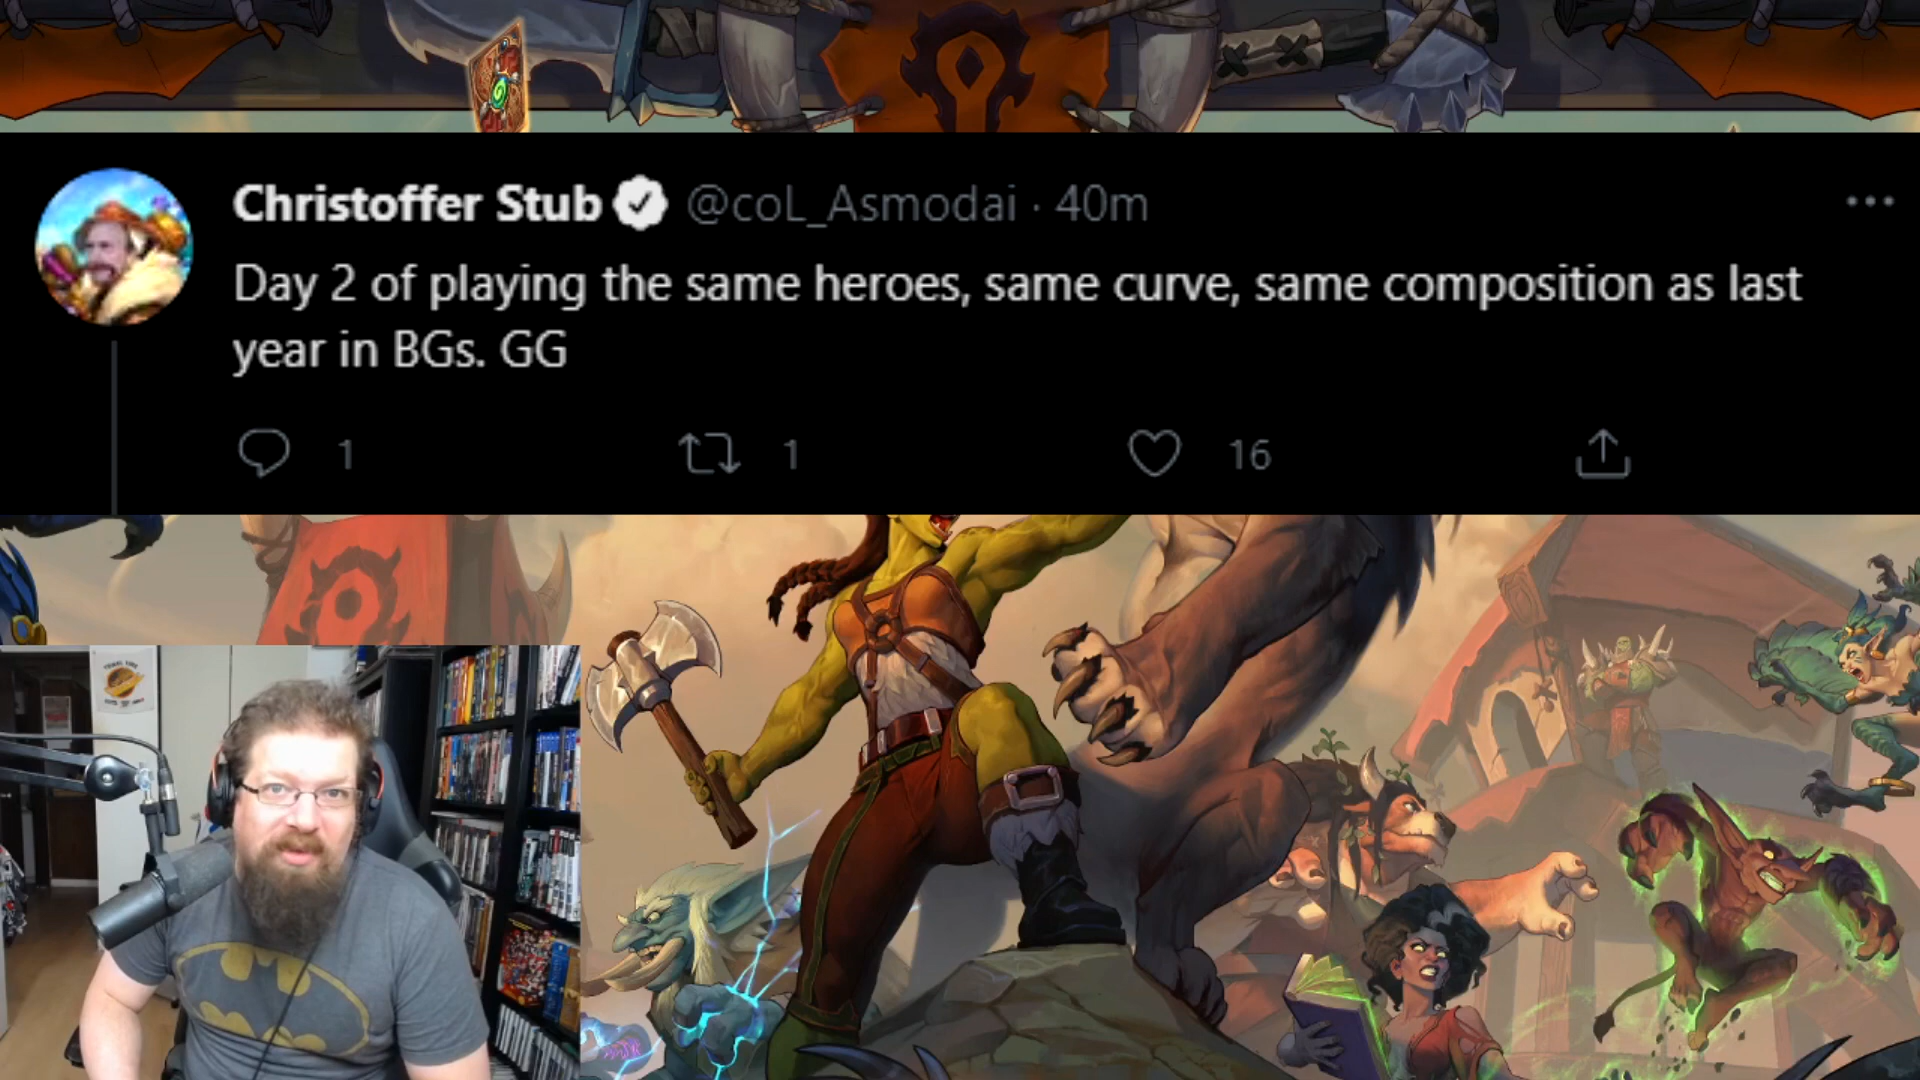 Christoffer Stub @coL_Asmodai · 40m
Day 2 of playing the same heroes, same curve, same composition as last
year in BGs. GG
1 1 16